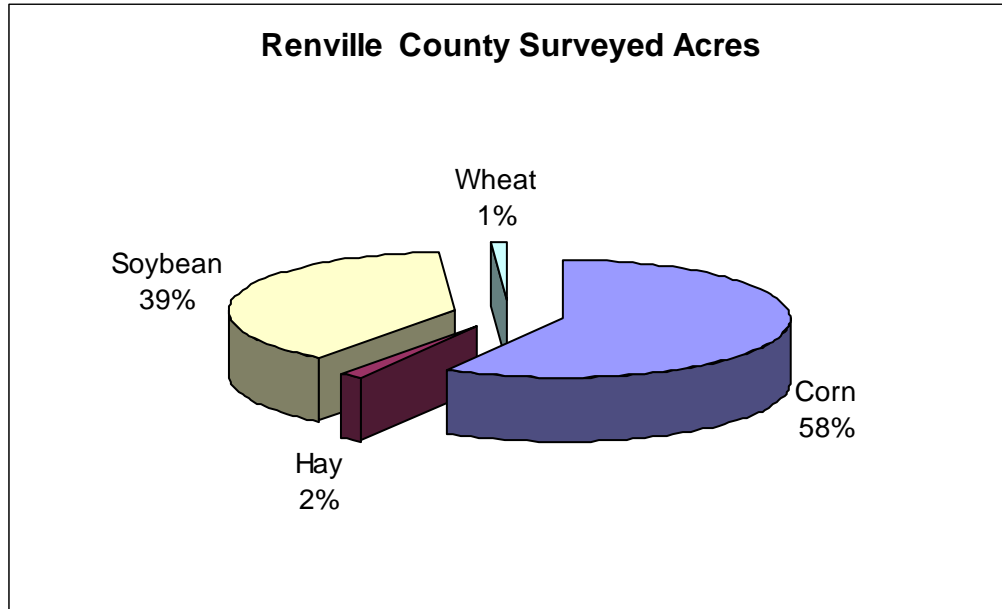 Renville County Surveyed Acres
Wheat
1%
Soybean
39%
Corn
58%
Hay
2%